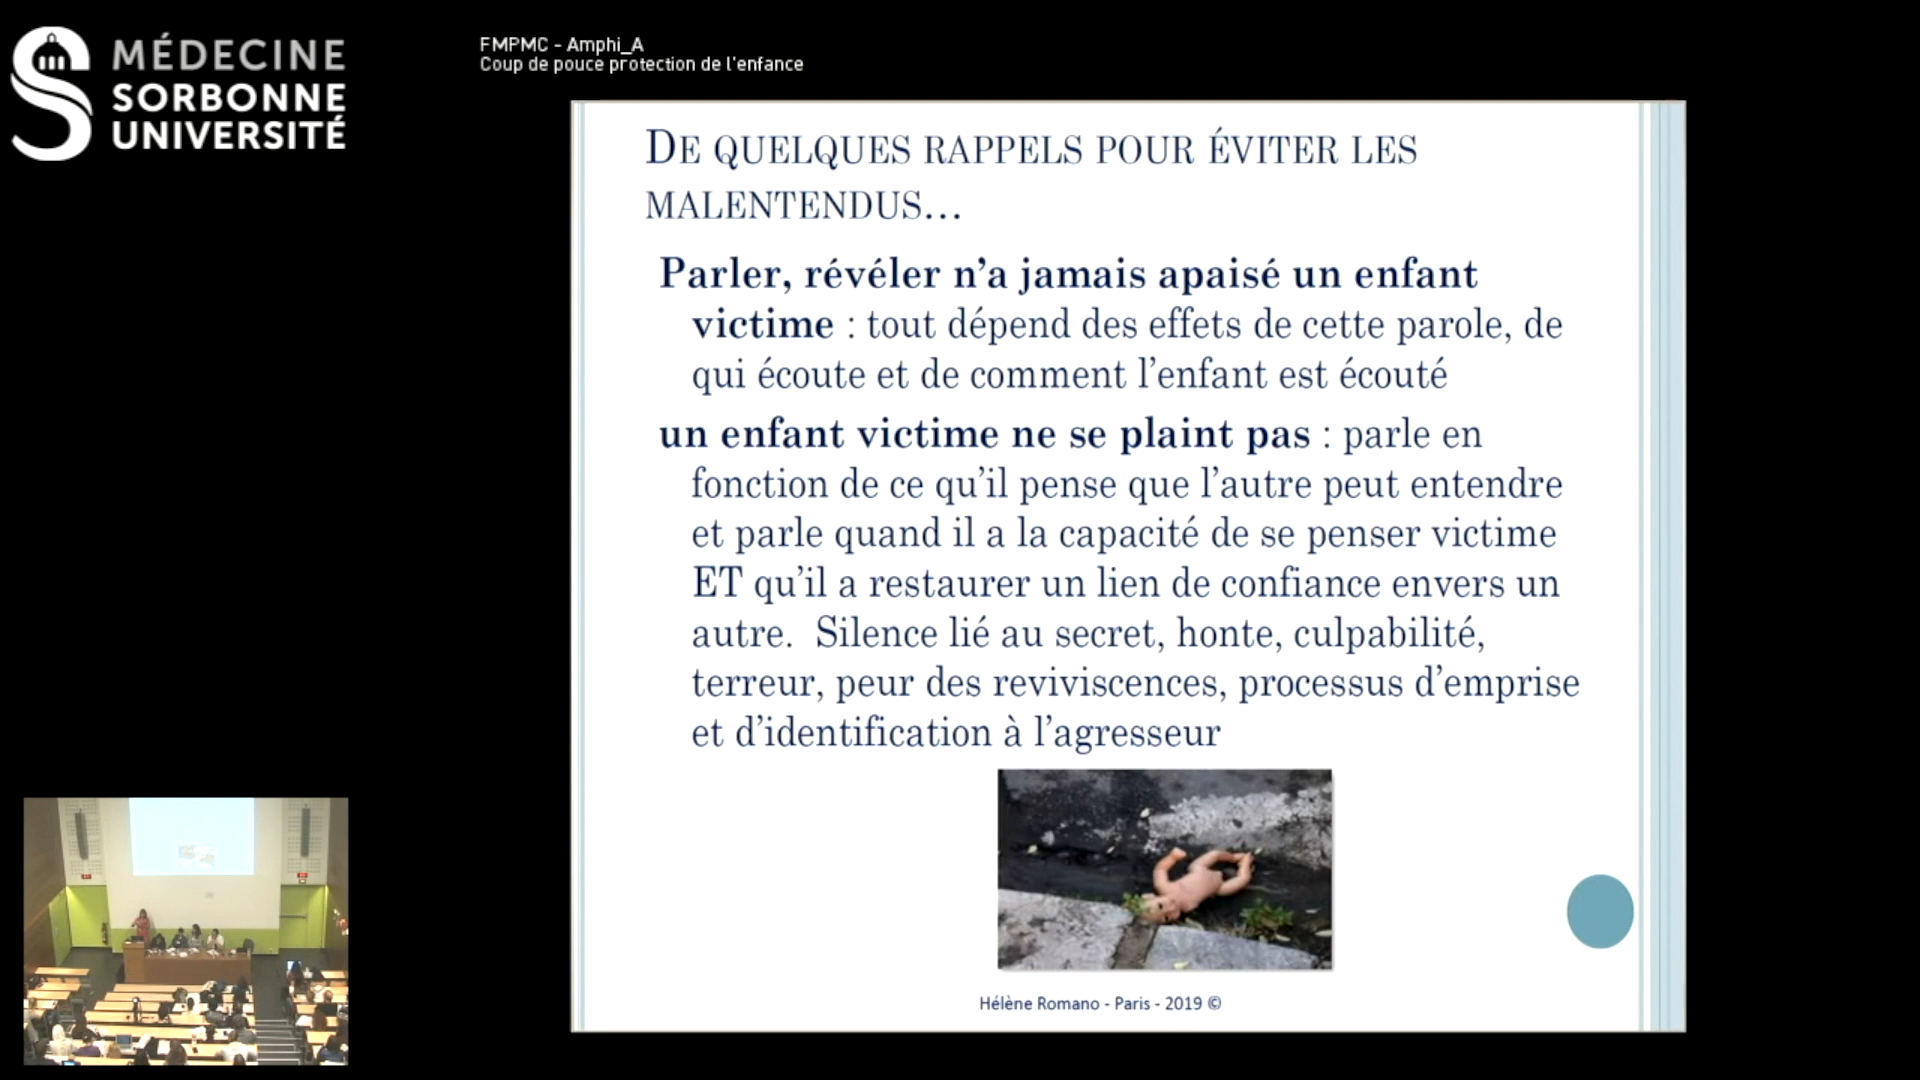 MÉDECINE
SORBONNE
UNIVERSITÉ
FMPMC - Amphi_A
Coup de pouce protection de l'enfance
DE QUELQUES RAPPELS POUR ÉVITER LES
MALENTENDUS...
Parler, révéler n'a jamais apaisé un enfant
victime : tout dépend des effets de cette parole, de
qui écoute et de comment l'enfant est écouté
un enfant victime ne se plaint pas : parle en
fonction de ce qu'il pense que l'autre peut entendre
et parle quand il a la capacité de se penser victime
ET qu'il a restaurer un lien de confiance envers un
autre. Silence lié au secret, honte, culpabilité,
terreur, peur des reviviscences, processus d'emprise
et d'identification à l'agresseur
Hélène Romano - Paris - 2019 ©